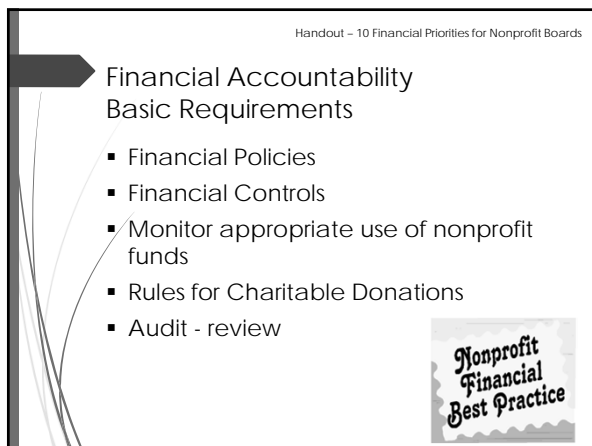 Handout – 10 Financial Priorities for Nonprofit Boards
Financial Accountability
Basic Requirements
▪ Financial Policies
▪ Financial Controls
▪ Monitor appropriate use of nonprofit
funds
▪ Rules for Charitable Donations
▪ Audit - review
Nonprofit
Financial
Best Practice